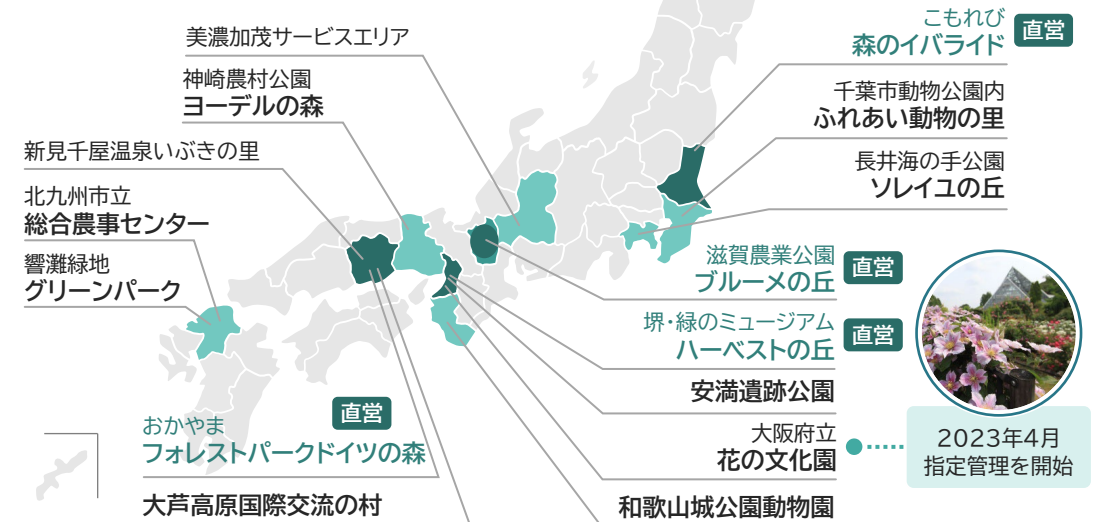 美濃加茂サービスエリア
神崎農村公園
ヨーデルの森
新見千屋温泉いぶきの里
北九州市立
総合農事センター
響灘緑地
グリーンパーク
直営
おかやま
フォレストパークドイツの森
大芦高原国際交流の村
こもれび
森のイバライド
直営
千葉市動物公園内
ふれあい動物の里
長井海の手公園
ソレイユの丘
滋賀農業公園
ブルーメの丘
直営
堺・緑のミュージアム
ハーベストの丘
直営
安満遺跡公園
大阪府立
花の文化園
和歌山城公園動物園
2023年4月
指定管理を開始